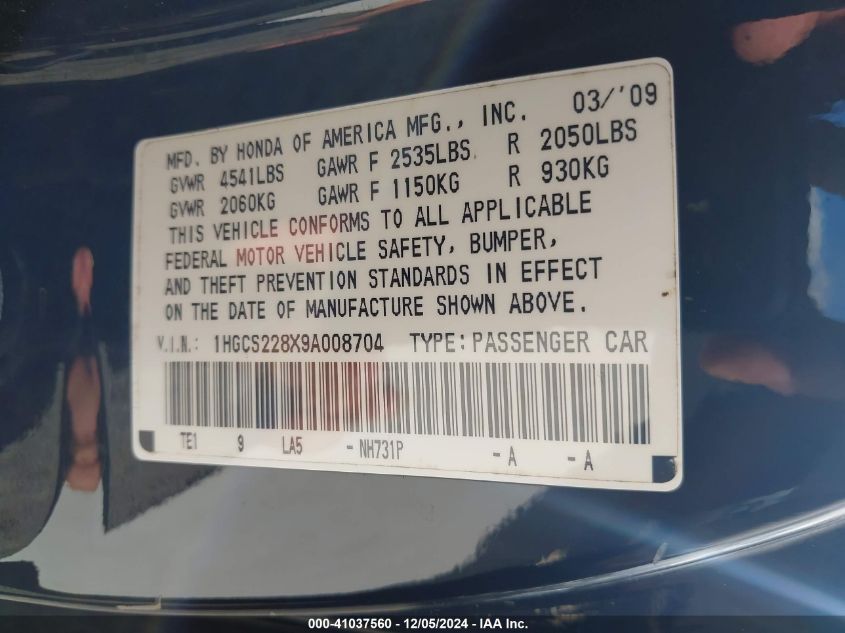 MFD. BY HONDA OF AMERICA MFG., INC. 03/'09
GVWR 4541LBS GAWR F 2535LBS R 2050LBS
GVWR 2060KG GAWR F 1150KG R 930KG
THIS VEHICLE CONFORMS TO ALL APPLICABLE
FEDERAL MOTOR VEHICLE SAFETY, BUMPER,
AND THEFT PREVENTION STANDARDS IN EFFECT
ON THE DATE OF MANUFACTURE SHOWN ABOVE.
V.I.N.: 1HGCS228X9A008704 TYPE: PASSENGER CAR
TE1 9 LA5 -NH731P -A -A
000-41037560 - 12/05/2024 - IAA Inc.